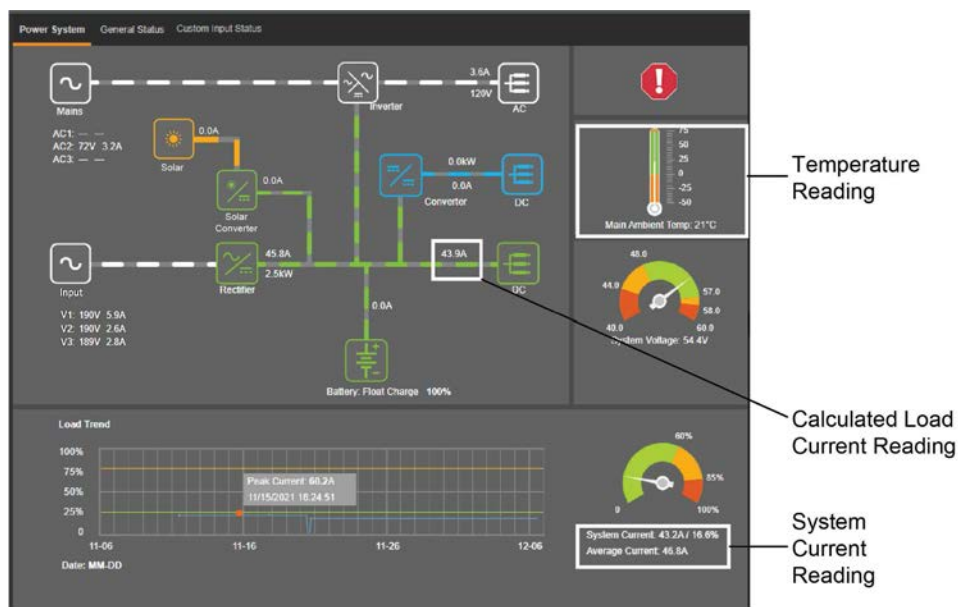 Power System General Status Custom Input Status
Mains
AC1: -- --
AC2: 72V 3.2A
AC3: -- --
Inverter
3.6A
120V
AC
Solar
0.0A
Solar
Converter
0.0A
Converter
0.0kW
0.0A
DC
Input
V1: 190V 5.9A
V2: 190V 2.6A
V3: 189V 2.8A
Rectifier
45.8A
2.5kW
43.9A
DC
0.0A
Battery: Float Charge 100%
!
75
50
25
0
-25
-50
Main Ambient Temp: 21°C
48.0
44.0
57.0
58.0
40.0
60.0
System Voltage: 54.4V
Load Trend
100%
75%
50%
25%
0
Peak Current: 60.2A
11/15/2021 16:24:51
11-06
11-16
11-26
12-06
Date: MM-DD
60%
85%
0
100%
System Current: 43.2A / 16.6%
Average Current: 46.8A
Temperature
Reading
Calculated Load
Current Reading
System
Current
Reading